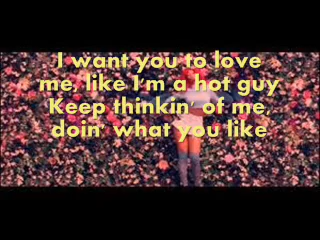 I want you to love
me, like I'm a hot guy
Keep thinkin' of me,
doin' what you like